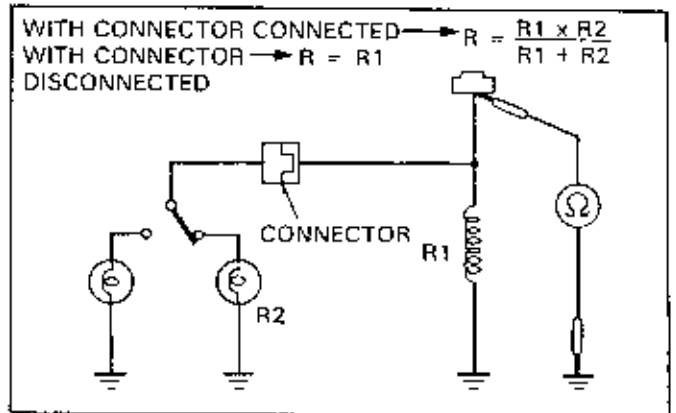 WITH CONNECTOR CONNECTED → R = R1 x R2 / R1 + R2
WITH CONNECTOR → R = R1
DISCONNECTED
CONNECTOR
R1
Ω
R2